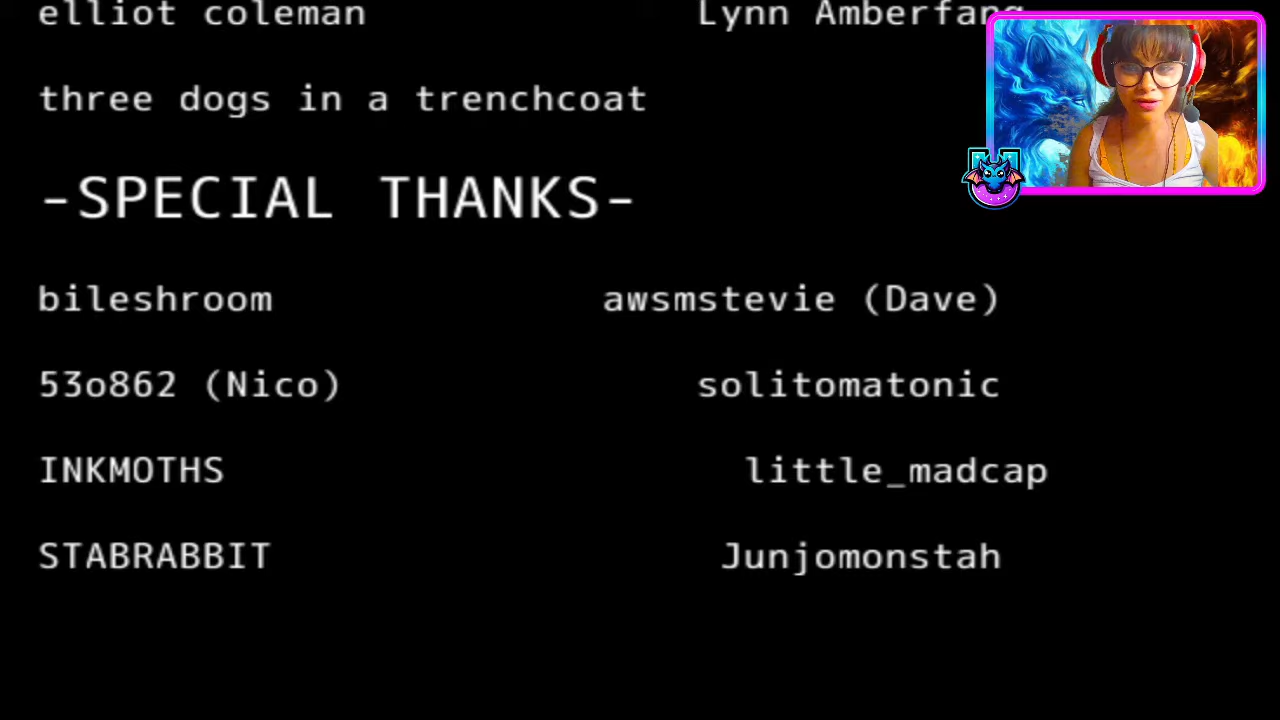 elliot coleman Lynn Amberfang
three dogs in a trenchcoat
-SPECIAL THANKS-
bileshroom awsmstevie (Dave)
53o862 (Nico) solitomatonic
INKMOTHS little_madcap
STABRABBIT Junjomonstah